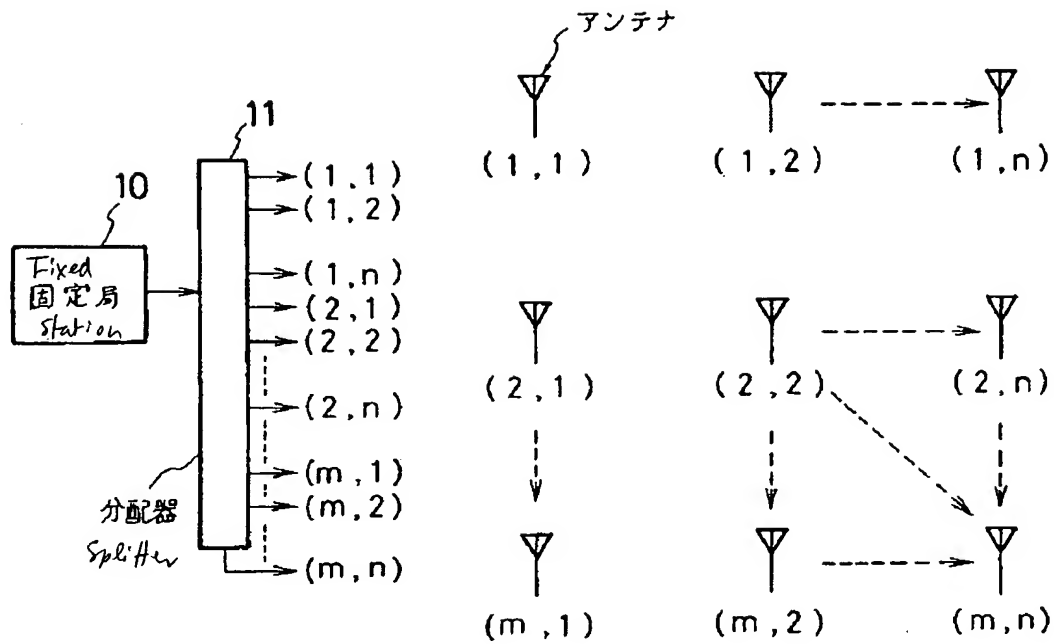 アンテナ
11
10
Fixed
固定局
Station
分配器
Splitter
(1,1)
(1,2)
(1,n)
(2,1)
(2,2)
(2,n)
(m,1)
(m,2)
(m,n)
(1,1)
(1,2)
(1,n)
(2,1)
(2,2)
(2,n)
(m,1)
(m,2)
(m,n)